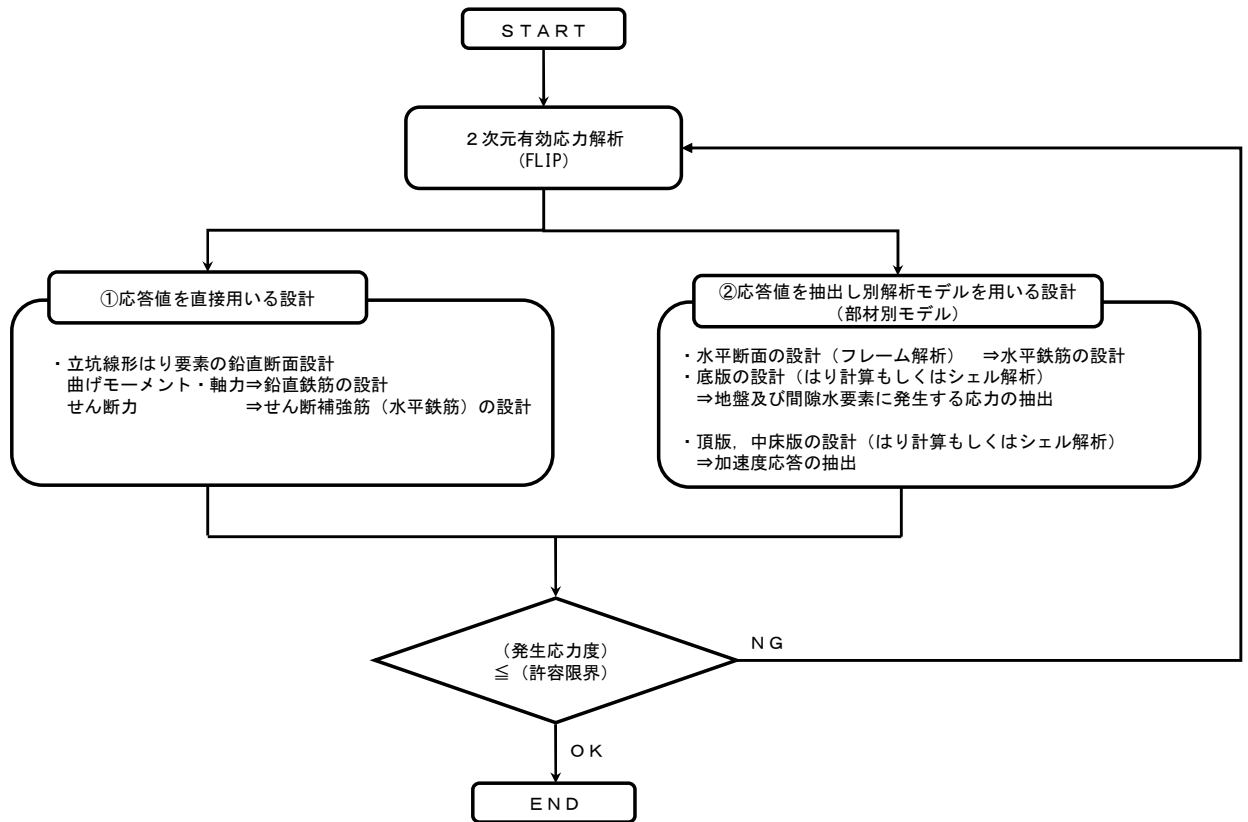 ＳＴＡＲＴ
２次元有効応力解析
(FLIP)
①応答値を直接用いる設計
・立坑線形はり要素の鉛直断面設計
曲げモーメント・軸力⇒鉛直鉄筋の設計
せん断力　　　　　　⇒せん断補強筋（水平鉄筋）の設計
②応答値を抽出し別解析モデルを用いる設計
（部材別モデル）
・水平断面の設計（フレーム解析）　⇒水平鉄筋の設計
・底版の設計（はり計算もしくはシェル解析）
⇒地盤及び間隙水要素に発生する応力の抽出
・頂版，中床版の設計（はり計算もしくはシェル解析）
⇒加速度応答の抽出
（発生応力度）
≦（許容限界）
ＮＧ
ＯＫ
ＥＮＤ